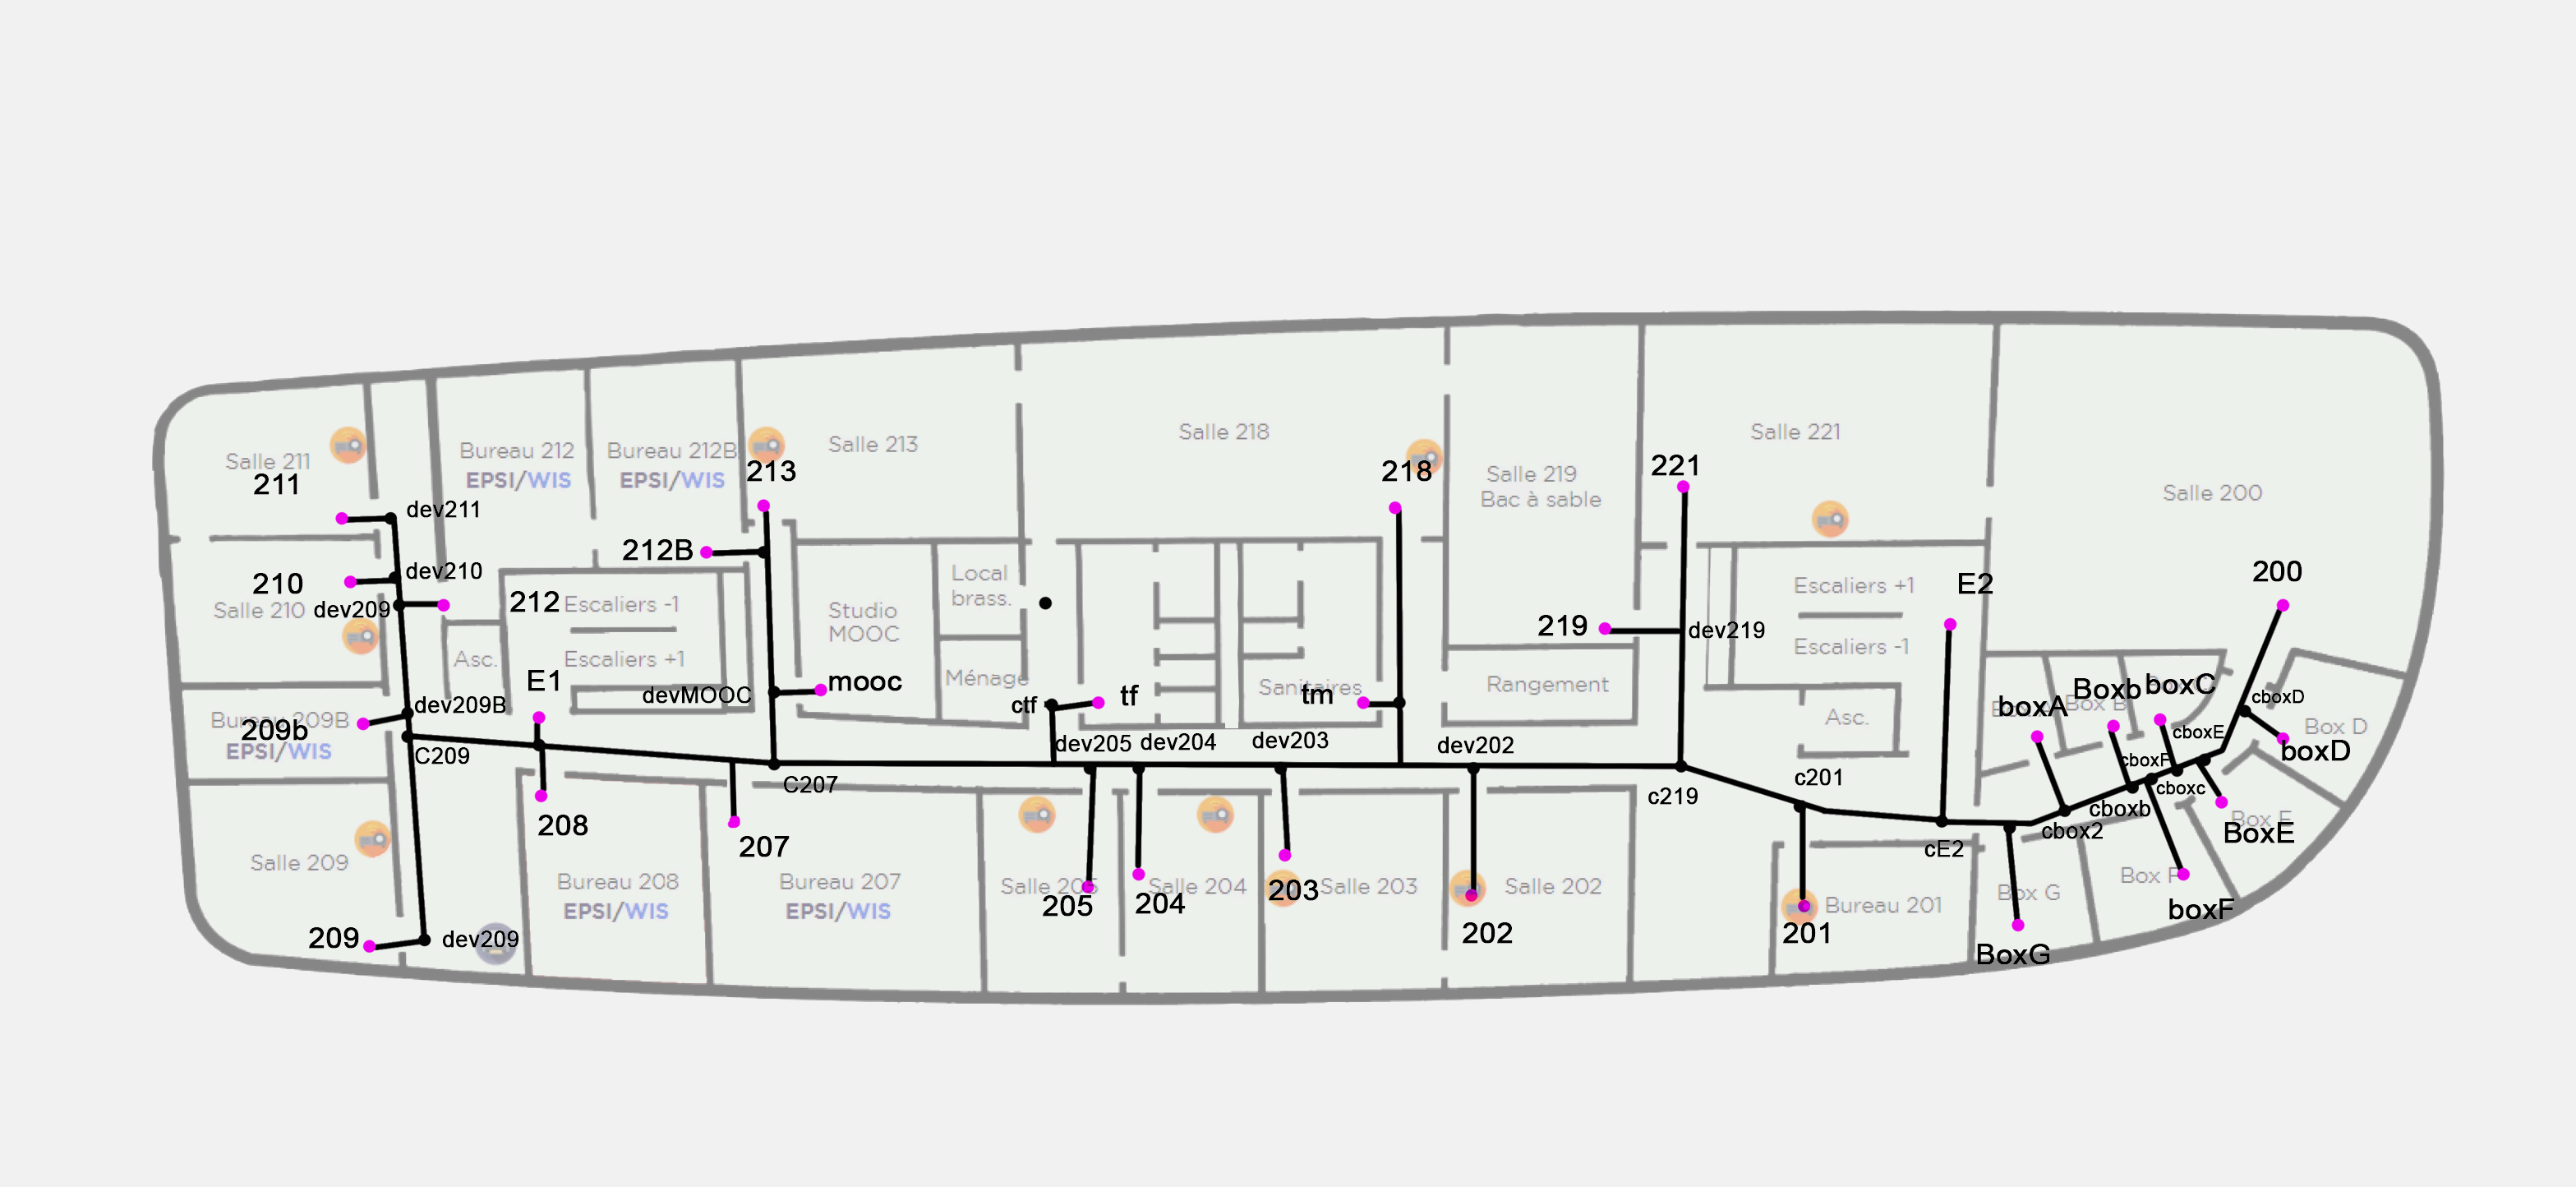 Salle 211
211
dev211
210
Salle 210
dev210
dev209
212
Bureau 212
EPSI/WIS
Bureau 212B
EPSI/WIS
212B
213
Salle 213
Escaliers -1
Escaliers +1
Asc.
E1
devMOOC
mooc
Studio
MOOC
Local
brass.
Ménage
Bureau 209B
209b
EPSI/WIS
dev209B
C209
Salle 209
209
dev209
208
Bureau 208
EPSI/WIS
207
Bureau 207
EPSI/WIS
C207
Salle 218
218
ctf
tf
Sanitaires
tm
dev205
dev204
dev203
dev202
Salle 205
205
Salle 204
204
203
Salle 203
Salle 202
202
Salle 219
Bac à sable
219
dev219
Rangement
221
Salle 221
Escaliers +1
Escaliers -1
E2
Asc.
c219
c201
Bureau 201
201
cE2
Salle 200
200
boxA
Boxb
Box B
boxC
cboxD
Box D
boxD
cboxE
cboxF
cboxc
cboxb
cbox2
Box E
BoxE
Box F
boxF
Box G
BoxG